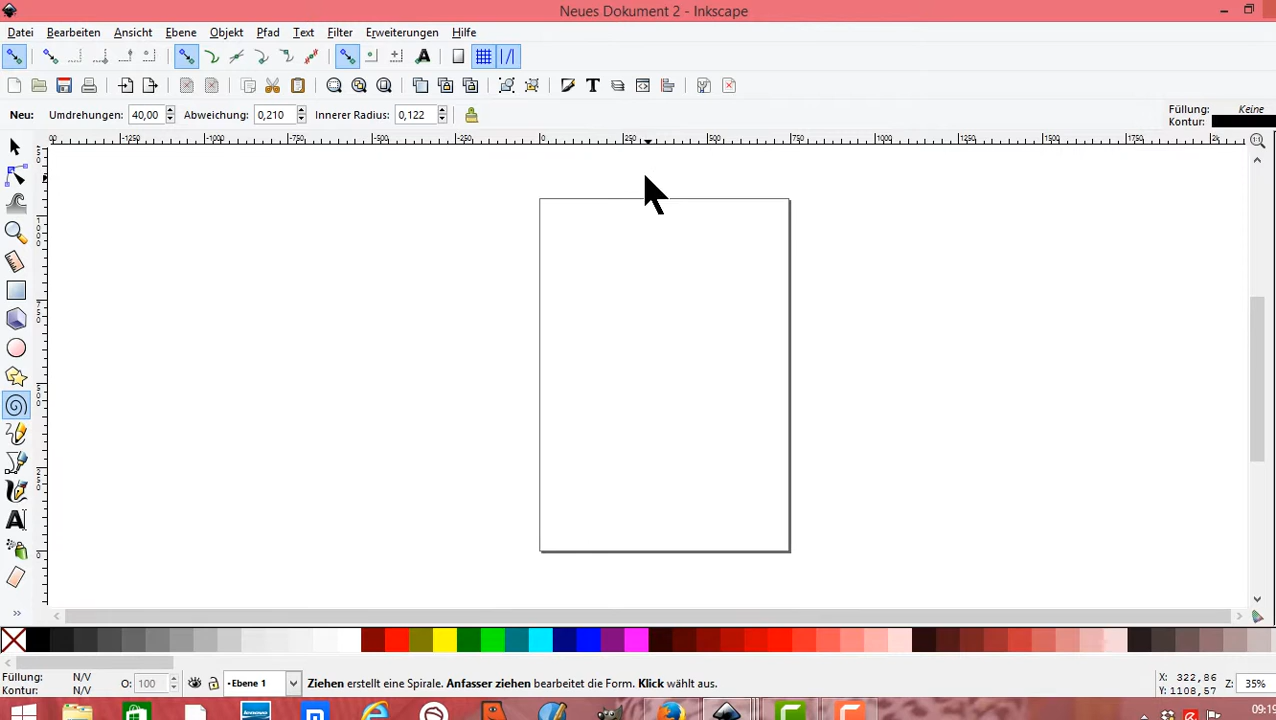 Neues Dokument 2 - Inkscape
Datei Bearbeiten Ansicht Ebene Objekt Pfad Text Filter Erweiterungen Hilfe
Neu: Umdrehungen: 40,00 Abweichung: 0,210 Innerer Radius: 0,122
Füllung: Keine
Kontur:
Füllung: N/V
Kontur: N/V
O: 100
Ebene 1
Ziehen erstellt eine Spirale. Anfasser ziehen bearbeitet die Form. Klick wählt aus.
X: 322,86
Y: 1108,57
Z: 35%
09:19